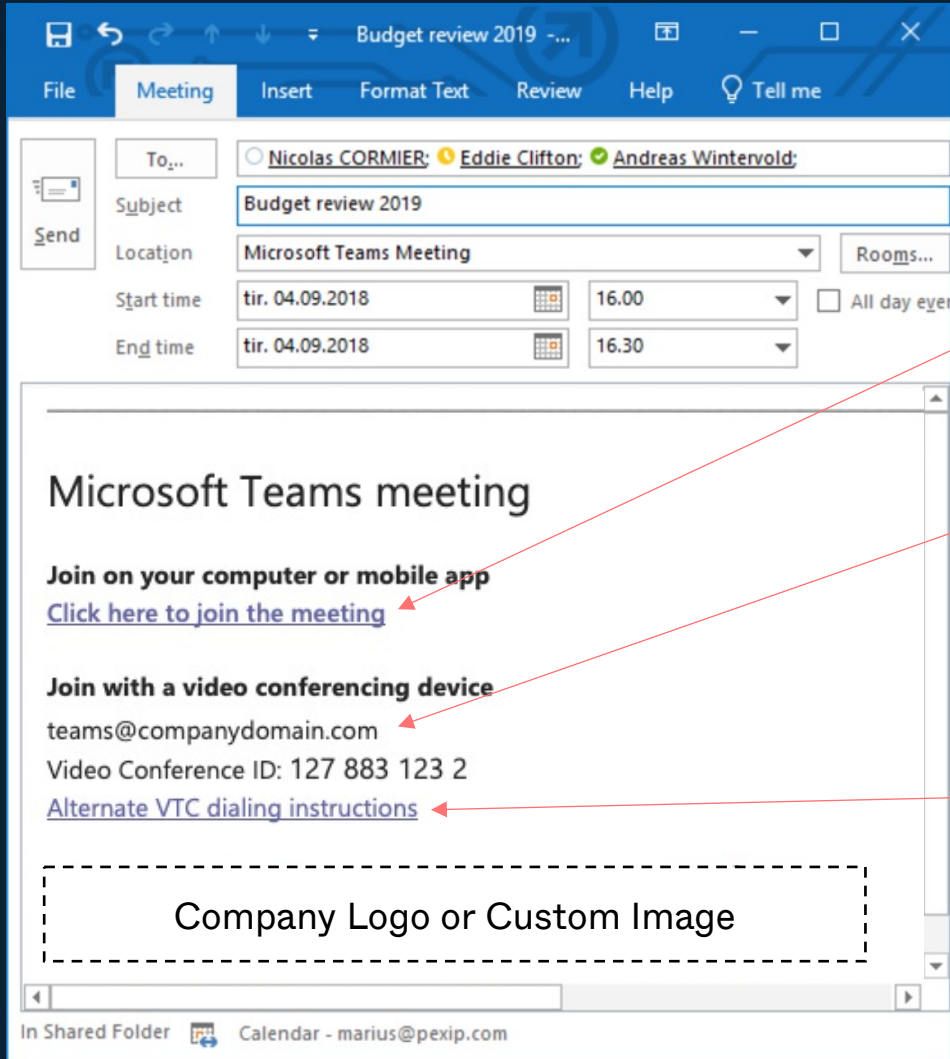 Budget review 2019 -...
File Meeting Insert Format Text Review Help Tell me
To... Nicolas CORMIER; Eddie Clifton; Andreas Wintervold;
Subject Budget review 2019
Send
Location Microsoft Teams Meeting Rooms...
Start time tir. 04.09.2018 16.00 All day ever
End time tir. 04.09.2018 16.30
Microsoft Teams meeting
Join on your computer or mobile app
Click here to join the meeting
Join with a video conferencing device
teams@companydomain.com
Video Conference ID: 127 883 123 2
Alternate VTC dialing instructions
Company Logo or Custom Image
In Shared Folder Calendar - marius@pexip.com